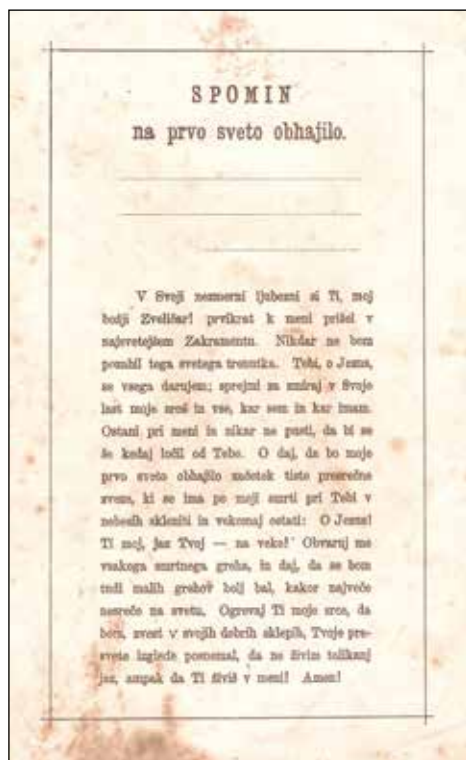 SPOMIN
na prvo sveto obhajilo.
V Svoji nezmerni ljubezni si Ti, moj
božji Zveličar! prvikrat k meni prišel v
najsvetejšem Zakramentu. Nikdar ne bom
pozabil tega svetega trenutka. Tebi, o Jezus,
se vsega darujem; sprejmi za zmiraj v Svojo
last moje srce in vse, kar sem in kar imam.
Ostani pri meni in nikar ne pusti, da bi se
še kedaj ločil od Tebe. O daj, da bo moje
prvo sveto obhajilo začetek tiste presrečne
zveze, ki se ima po moji smrti pri Tebi v
nebesih skleniti in vekomaj ostati: O Jezus!
Ti moj, jaz Tvoj — na veke! Obvaruj me
vsakega smrtnega greha, in daj, da se bom
tudi malih grehov bolj bal, kakor največe
nesreče na svetu. Ogrevaj Ti moje srce, da
bom, zvest v svojih dobrih sklepih, Tvoje pre-
svete izglede posnemal, da ne živim tolikanj
jaz, ampak da Ti živiš v meni! Amen!